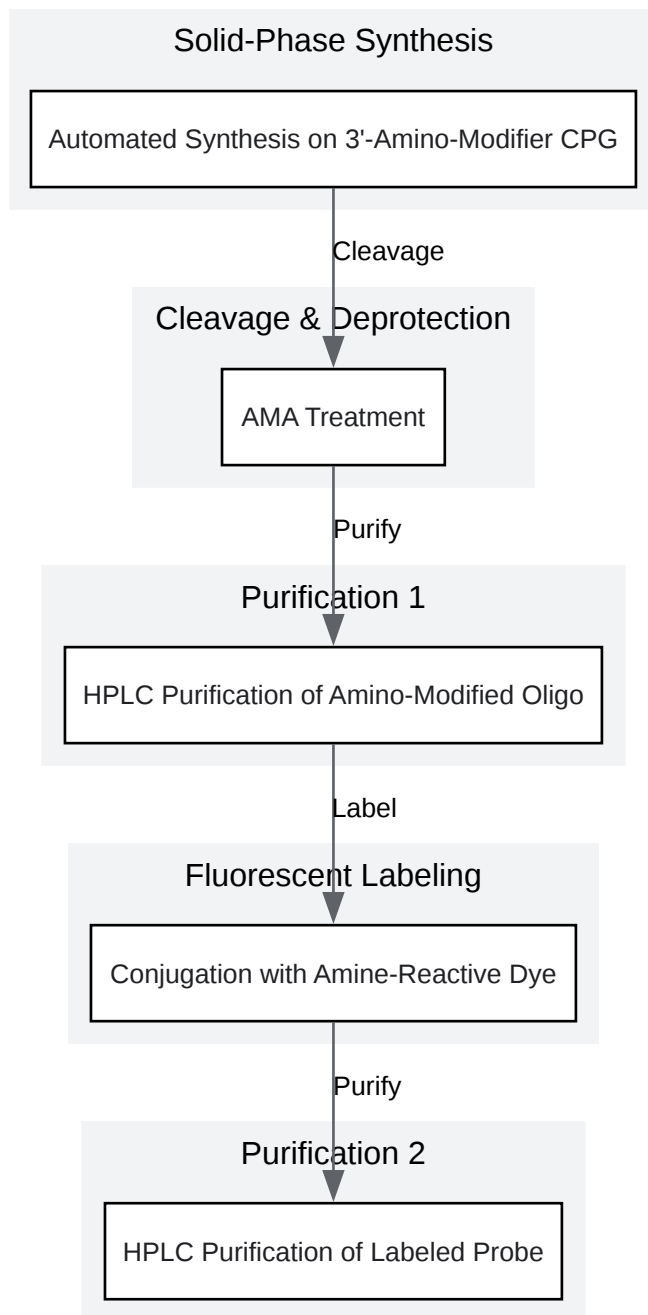 Solid-Phase Synthesis
Automated Synthesis on 3'-Amino-Modifier CPG
Cleavage
Cleavage & Deprotection
AMA Treatment
Purify
Purification 1
HPLC Purification of Amino-Modified Oligo
Label
Fluorescent Labeling
Conjugation with Amine-Reactive Dye
Purify
Purification 2
HPLC Purification of Labeled Probe